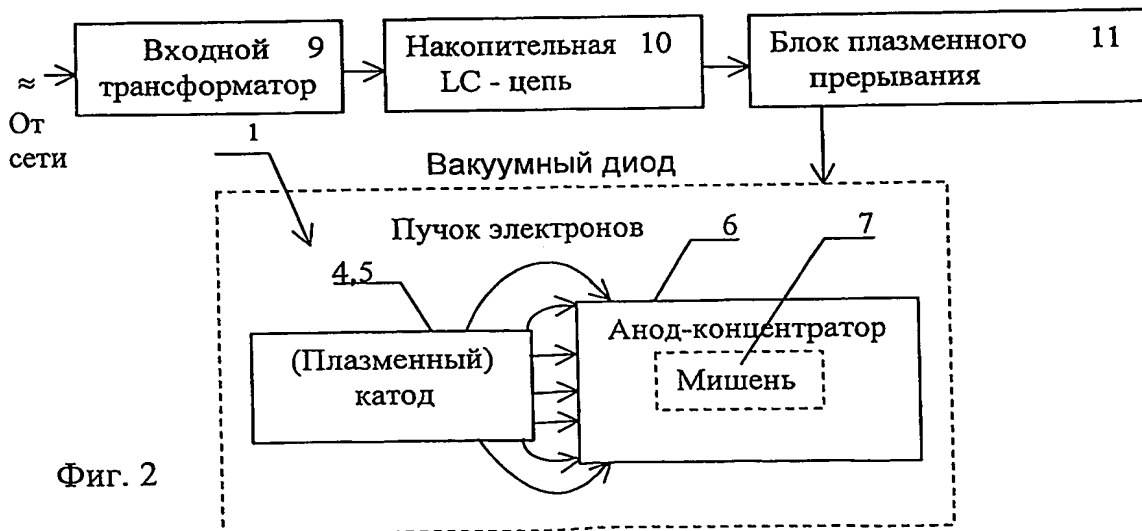 Входной 9
трансформатор
Накопительная 10
LC - цепь
Блок плазменного 11
прерывания
≈
От
сети
1
Вакуумный диод
Пучок электронов
6
7
4,5
(Плазменный)
катод
Анод-концентратор
Мишень
Фиг. 2